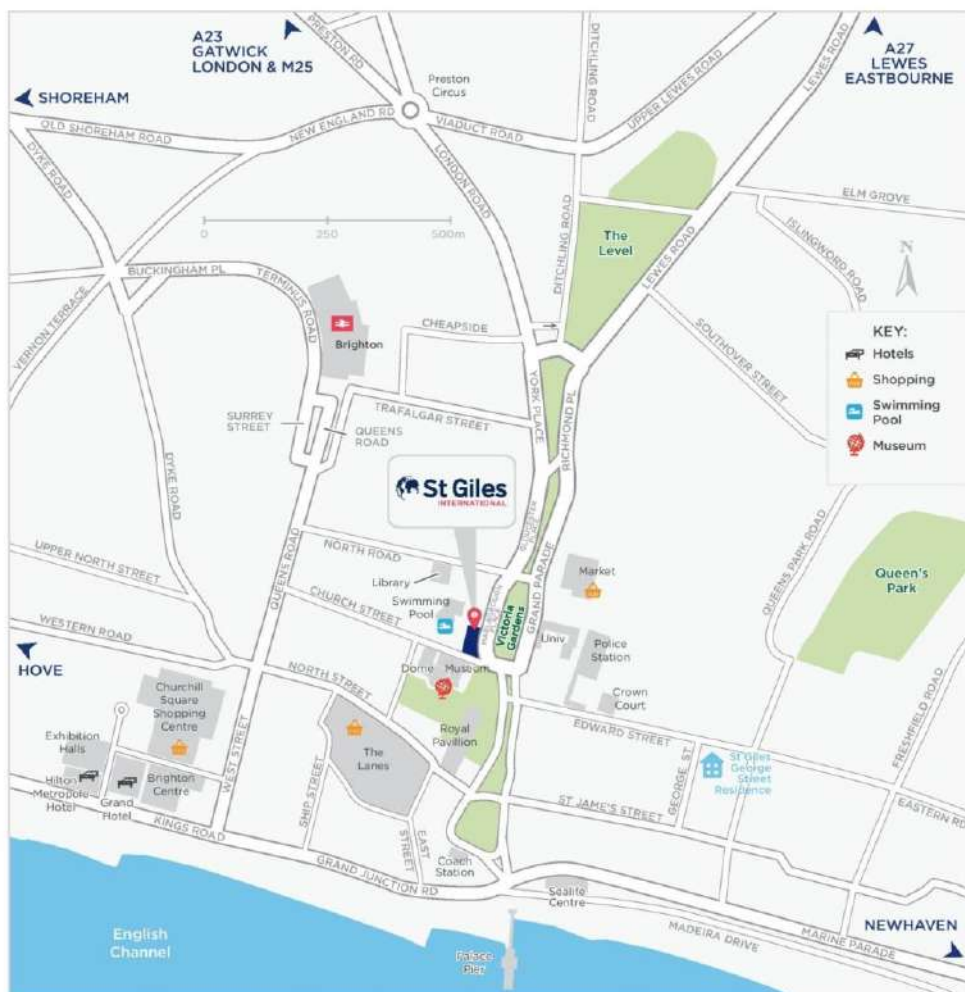 A23
GATWICK
LONDON & M25
PRESTON RD
Preston
Circus
DITCHLING ROAD
UPPER LEWES ROAD
LEWES ROAD
A27
LEWES
EASTBOURNE
SHOREHAM
OLD SHOREHAM ROAD
NEW ENGLAND RD
VIADUCT ROAD
DYKE ROAD
LONDON ROAD
0
250
500m
DITCHLING ROAD
The
Level
LEWES ROAD
ELM GROVE
ISLINGWORD ROAD
N
BUCKINGHAM PL
TERMINUS ROAD
VERNON TERRACE
Brighton
CHEAPSIDE
SOUTHOVER STREET
KEY:
Hotels
Shopping
Swimming
Pool
Museum
SURREY
STREET
QUEENS
ROAD
TRAFALGAR STREET
YORK PLACE
RICHMOND PL
DYKE ROAD
St Giles
INTERNATIONAL
UPPER NORTH STREET
QUEENS ROAD
NORTH ROAD
Library
CHURCH STREET
Swimming
Pool
GLOUCESTER
PLACE
GRAND PARADE
Victoria
Gardens
Market
Univ
Police
Station
Crown
Court
QUEENS PARK ROAD
Queen's
Park
WESTERN ROAD
HOVE
NORTH STREET
Dome
Museum
Royal
Pavillion
EDWARD STREET
FRESHFIELD ROAD
Churchill
Square
Shopping
Centre
WEST STREET
The
Lanes
SHIP STREET
Exhibition
Halls
Hilton
Metropole
Hotel
Grand
Hotel
Brighton
Centre
KINGS ROAD
GEORGE ST
St Giles
George
Street
Residence
ST JAME'S STREET
EASTERN RD
EAST
STREET
Coach
Station
GRAND JUNCTION RD
Sealife
Centre
MADEIRA DRIVE
MARINE PARADE
NEWHAVEN
English
Channel
Palace
Pier